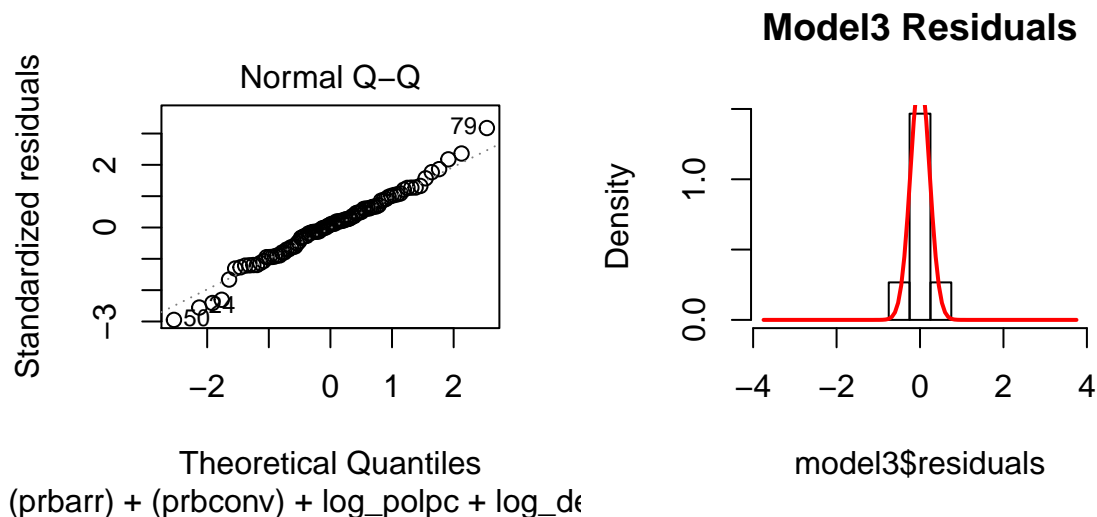 Normal Q−Q
Standardized residuals
−3
0
2
79
50
24
−2
0
1
2
Theoretical Quantiles
(prbarr) + (prbconv) + log_polpc + log_de
Model3 Residuals
Density
0.0
1.0
−4
−2
0
2
4
model3$residuals